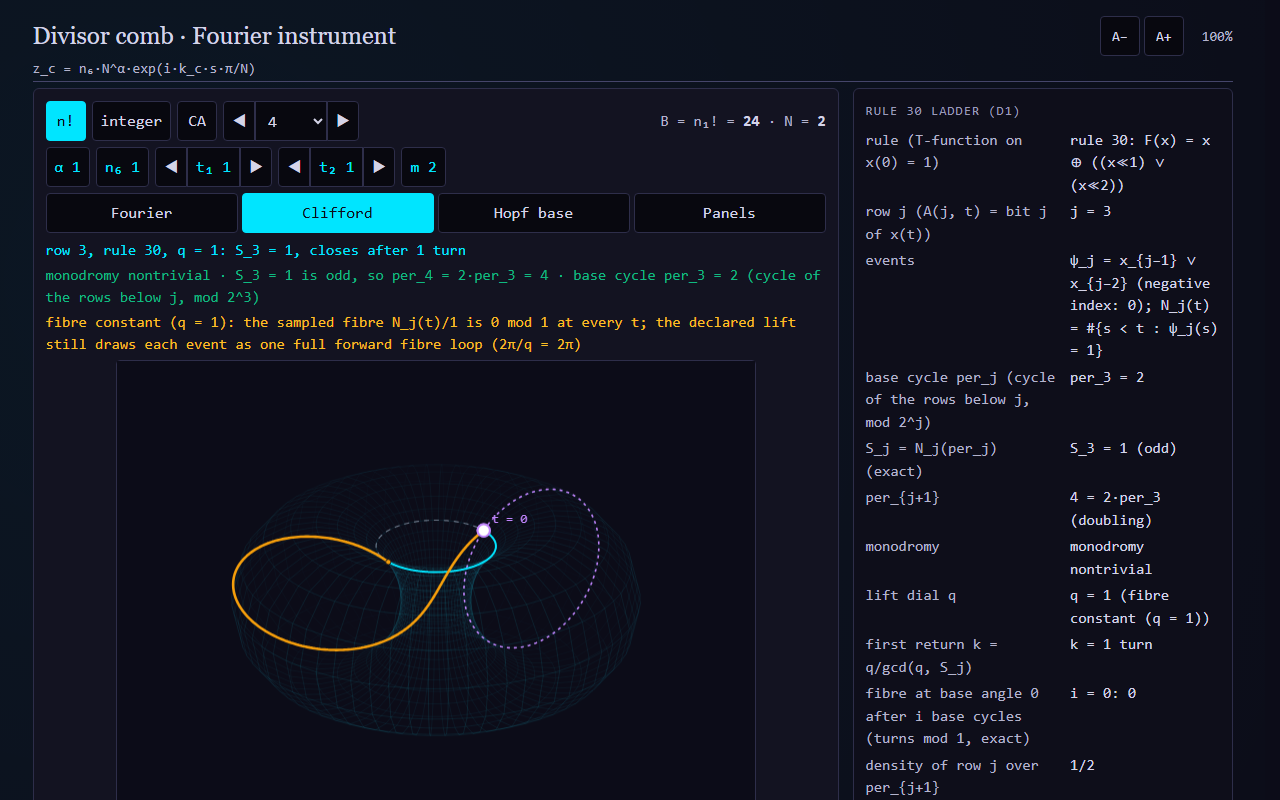 Divisor comb · Fourier instrument
A− A+ 100%
z_c = n₆·N^α·exp(i·k_c·s·π/N)
n! integer CA ◀ 4 ▶ B = n₁! = 24 · N = 2
α 1 n₆ 1 ◀ t₁ 1 ▶ ◀ t₂ 1 ▶ m 2
Fourier Clifford Hopf base Panels
row 3, rule 30, q = 1: S_3 = 1, closes after 1 turn
monodromy nontrivial · S_3 = 1 is odd, so per_4 = 2·per_3 = 4 · base cycle per_3 = 2 (cycle of
the rows below j, mod 2^3)
fibre constant (q = 1): the sampled fibre N_j(t)/1 is 0 mod 1 at every t; the declared lift
still draws each event as one full forward fibre loop (2π/q = 2π)
t = 0
RULE 30 LADDER (D1)
rule (T-function on
x(0) = 1)
rule 30: F(x) = x
⊕ ((x≪1) ∨
(x≪2))
row j (A(j, t) = bit j
of x(t))
j = 3
events
ψ_j = x_{j−1} ∨
x_{j−2} (negative
index: 0); N_j(t)
= #{s < t : ψ_j(s)
= 1}
base cycle per_j (cycle
of the rows below j,
mod 2^j)
per_3 = 2
S_j = N_j(per_j)
(exact)
S_3 = 1 (odd)
per_{j+1}
4 = 2·per_3
(doubling)
monodromy
monodromy
nontrivial
lift dial q
q = 1 (fibre
constant (q = 1))
first return k =
q/gcd(q, S_j)
k = 1 turn
fibre at base angle 0
after i base cycles
(turns mod 1, exact)
i = 0: 0
density of row j over
per_{j+1}
1/2